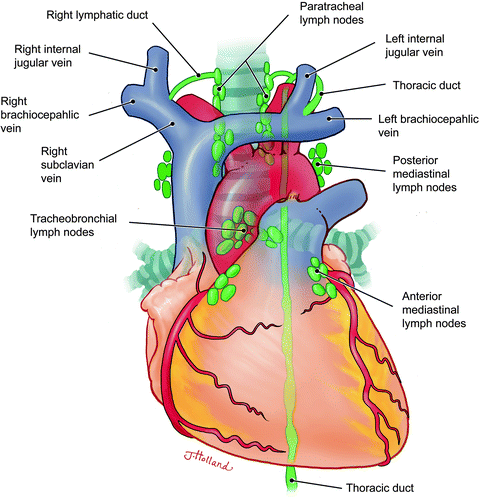 Right lymphatic duct
Paratracheal
lymph nodes
Right internal
jugular vein
Left internal
jugular vein
Thoracic duct
Right
brachiocepahlic
vein
Left brachiocepahlic
vein
Right
subclavian
vein
Posterior
mediastinal
lymph nodes
Tracheobronchial
lymph nodes
Anterior
mediastinal
lymph nodes
J.Holland
Thoracic duct